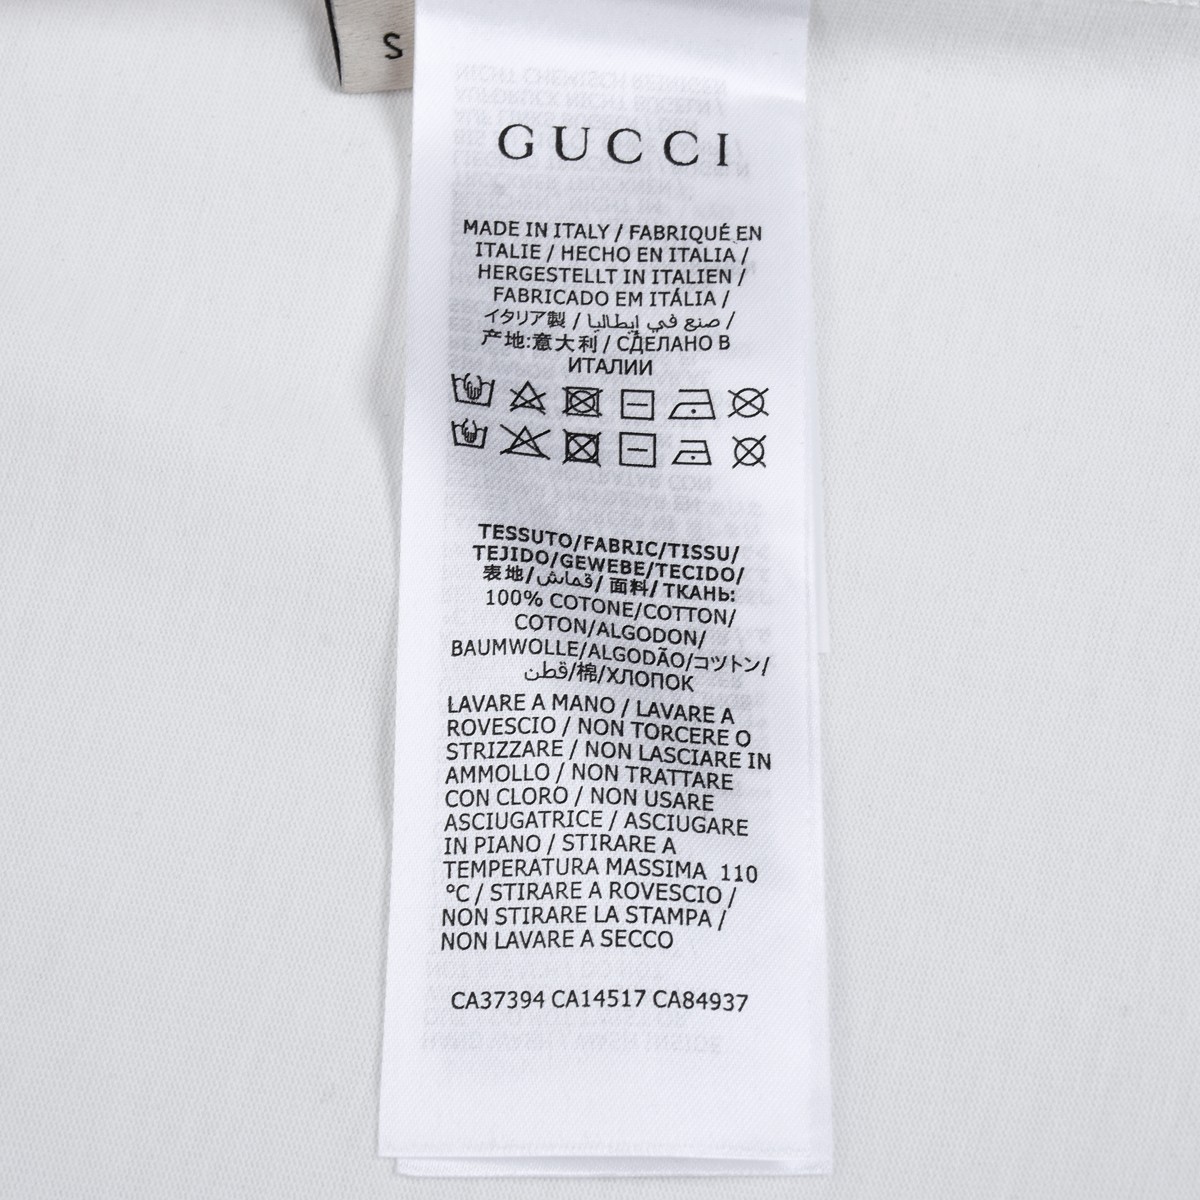 S
GUCCI
MADE IN ITALY / FABRIQUÉ EN
ITALIE / HECHO EN ITALIA /
HERGESTELLT IN ITALIEN /
FABRICADO EM ITÁLIA /
イタリア製 / صنع في إيطاليا /
产地:意大利 / СДЕЛАНО В
ИТАЛИИ
TESSUTO/FABRIC/TISSU/
TEJIDO/GEWEBE/TECIDO/
表地/قماش/ 面料/ ТКАНЬ:
100% COTONE/COTTON/
COTON/ALGODON/
BAUMWOLLE/ALGODÃO/コツトン/
قطن/棉/ХЛОПОК
LAVARE A MANO / LAVARE A
ROVESCIO / NON TORCERE O
STRIZZARE / NON LASCIARE IN
AMMOLLO / NON TRATTARE
CON CLORO / NON USARE
ASCIUGATRICE / ASCIUGARE
IN PIANO / STIRARE A
TEMPERATURA MASSIMA 110
°C / STIRARE A ROVESCIO /
NON STIRARE LA STAMPA /
NON LAVARE A SECCO
CA37394 CA14517 CA84937